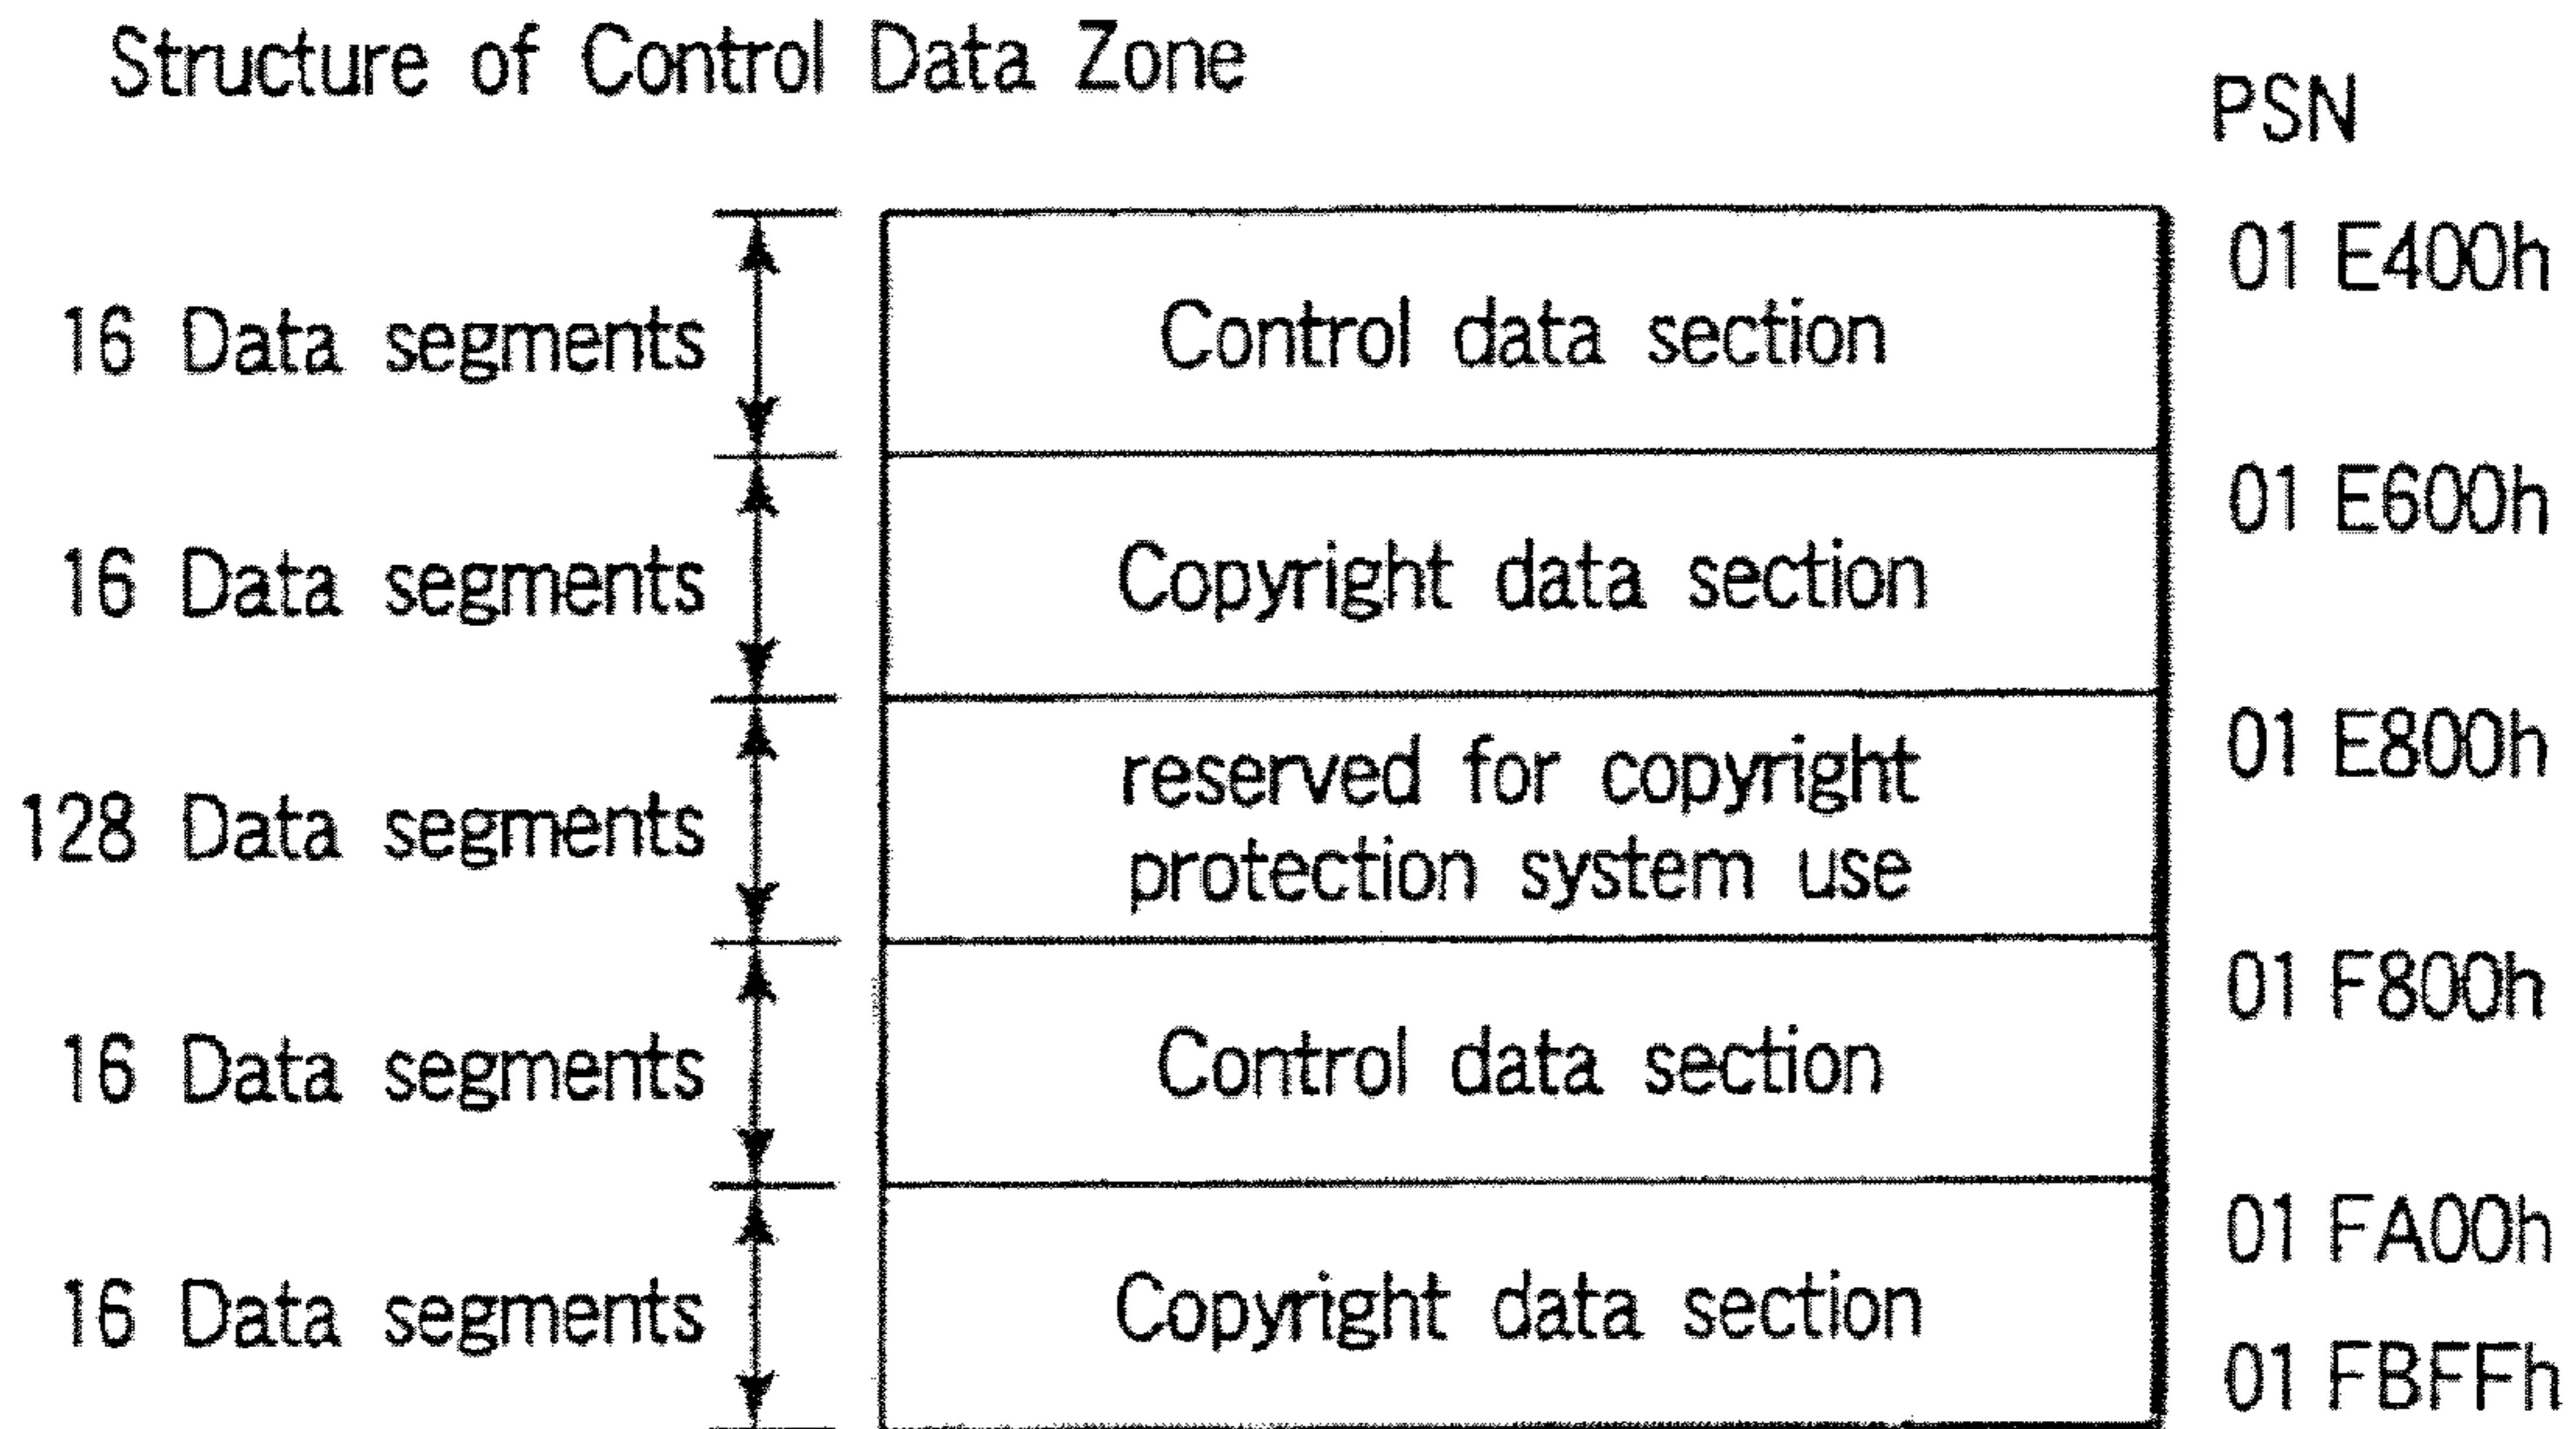 Structure of Control Data Zone
PSN
01 E400h
16 Data segments
Control data section
01 E600h
16 Data segments
Copyright data section
01 E800h
128 Data segments
reserved for copyright
protection system use
01 F800h
16 Data segments
Control data section
01 FA00h
16 Data segments
Copyright data section
01 FBFFh